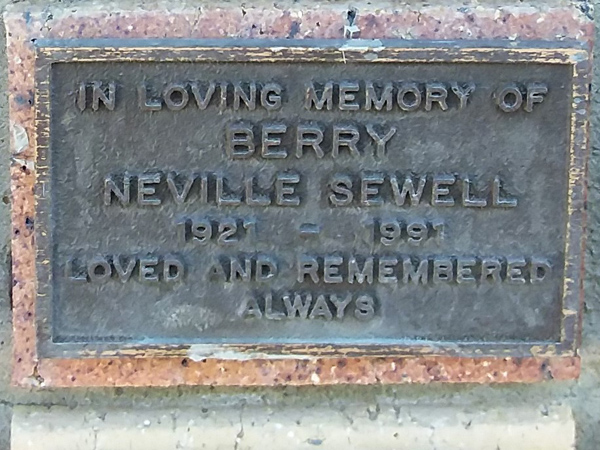 IN LOVING MEMORY OF
BERRY
NEVILLE SEWELL
1921 - 1991
LOVED AND REMEMBERED
ALWAYS